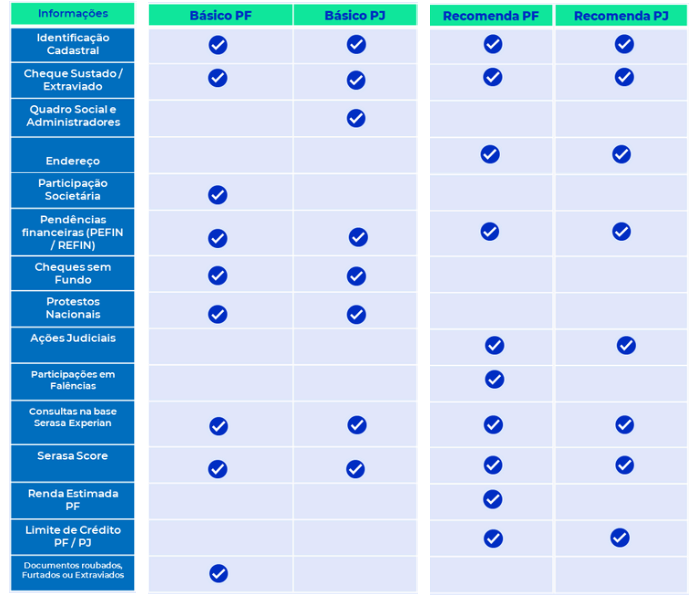 Informações
Básico PF
Básico PJ
Recomenda PF
Recomenda PJ
Identificação
Cadastral
Cheque Sustado /
Extraviado
Quadro Social e
Administradores
Endereço
Participação
Societária
Pendências
financeiras (PEFIN
/ REFIN)
Cheques sem
Fundo
Protestos
Nacionais
Ações Judiciais
Participações em
Falências
Consultas na base
Serasa Experian
Serasa Score
Renda Estimada
PF
Limite de Crédito
PF / PJ
Documentos roubados,
Furtados ou Extraviados